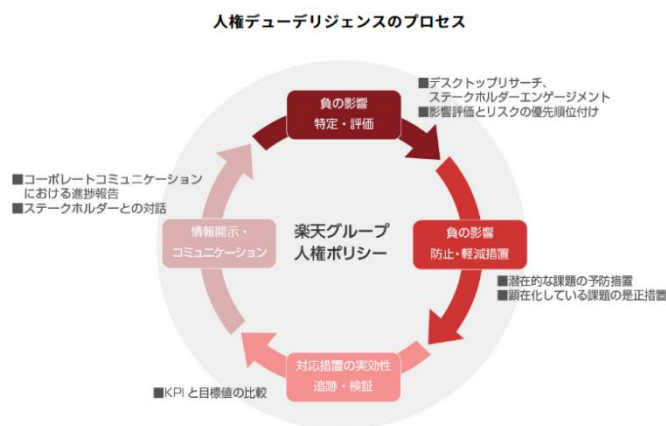 人権デューデリジェンスのプロセス
負の影響
特定・評価
■デスクトップリサーチ、
ステークホルダーエンゲージメント
■影響評価とリスクの優先順位付け
負の影響
防止・軽減措置
■潜在的な課題の予防措置
■顕在化している課題の是正措置
対応措置の実効性
追跡・検証
■KPIと目標値の比較
情報開示・
コミュニケーション
■コーポレートコミュニケーション
における進捗報告
■ステークホルダーとの対話
楽天グループ
人権ポリシー